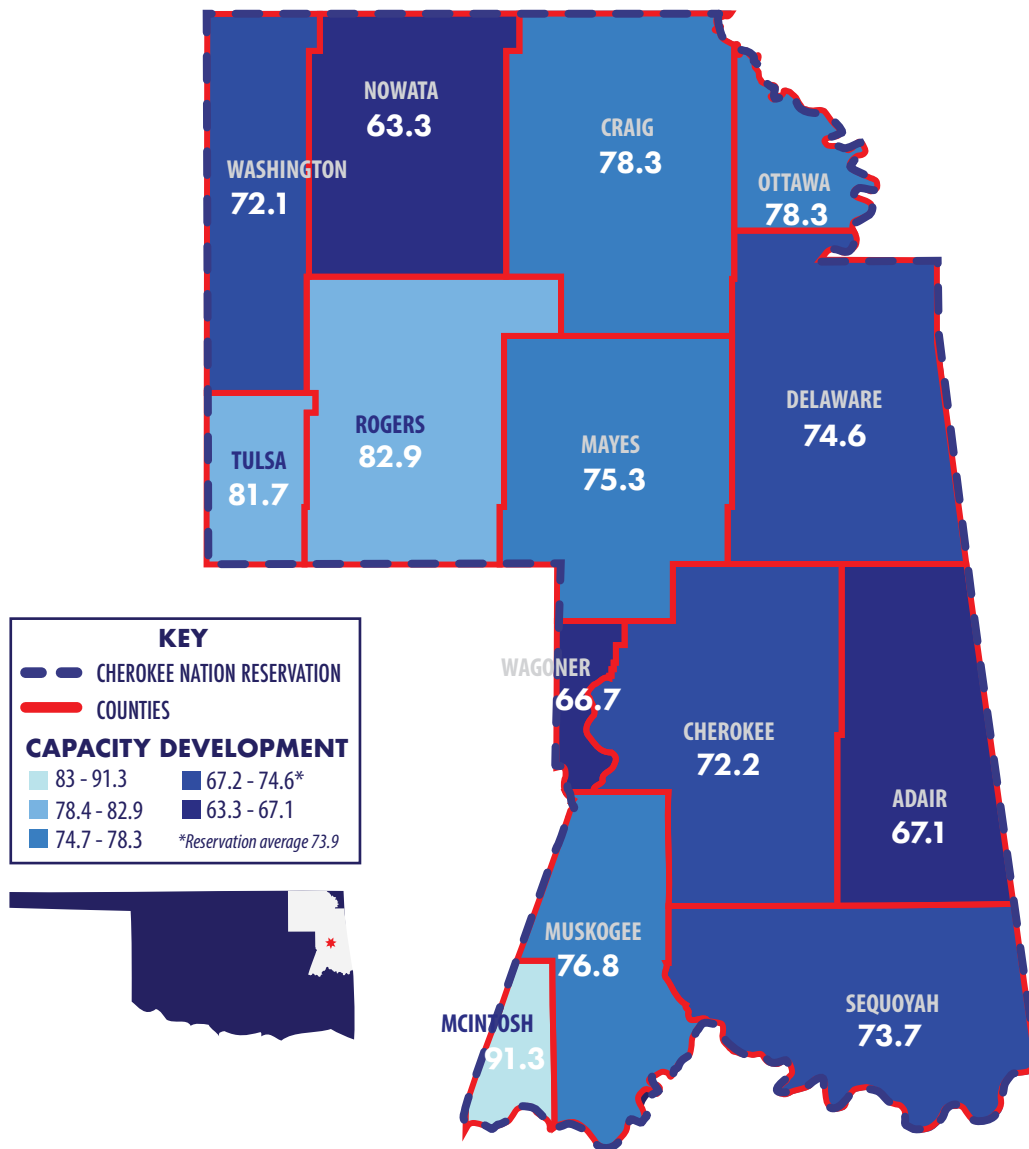 NOWATA
63.3
CRAIG
78.3
WASHINGTON
72.1
OTTAWA
78.3
DELAWARE
74.6
ROGERS
82.9
MAYES
75.3
TULSA
81.7
WAGONER
66.7
CHEROKEE
72.2
ADAIR
67.1
MUSKOGEE
76.8
SEQUOYAH
73.7
MCINTOSH
91.3
KEY
CHEROKEE NATION RESERVATION
COUNTIES
CAPACITY DEVELOPMENT
83 - 91.3
67.2 - 74.6*
78.4 - 82.9
63.3 - 67.1
74.7 - 78.3
*Reservation average 73.9